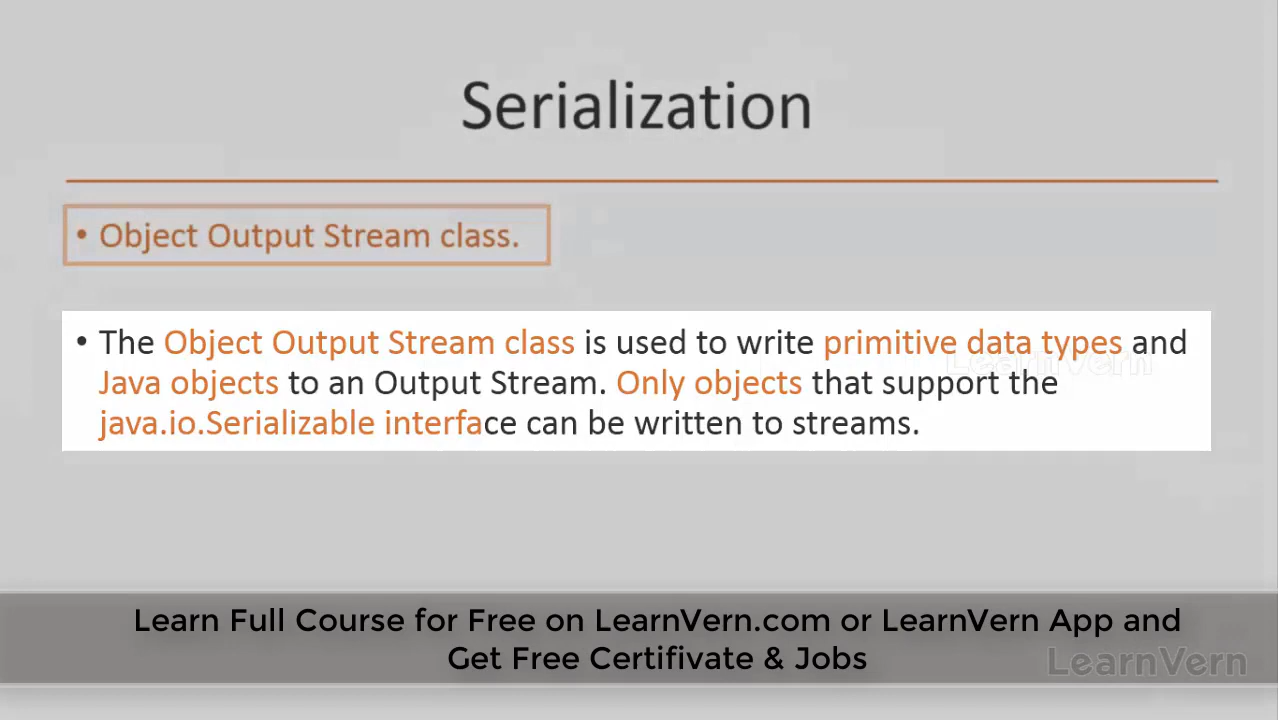 Serialization
• Object Output Stream class.
• The Object Output Stream class is used to write primitive data types and
Java objects to an Output Stream. Only objects that support the
java.io.Serializable interface can be written to streams.
LearnVern
Learn Full Course for Free on LearnVern.com or LearnVern App and
Get Free Certifivate & Jobs
LearnVern